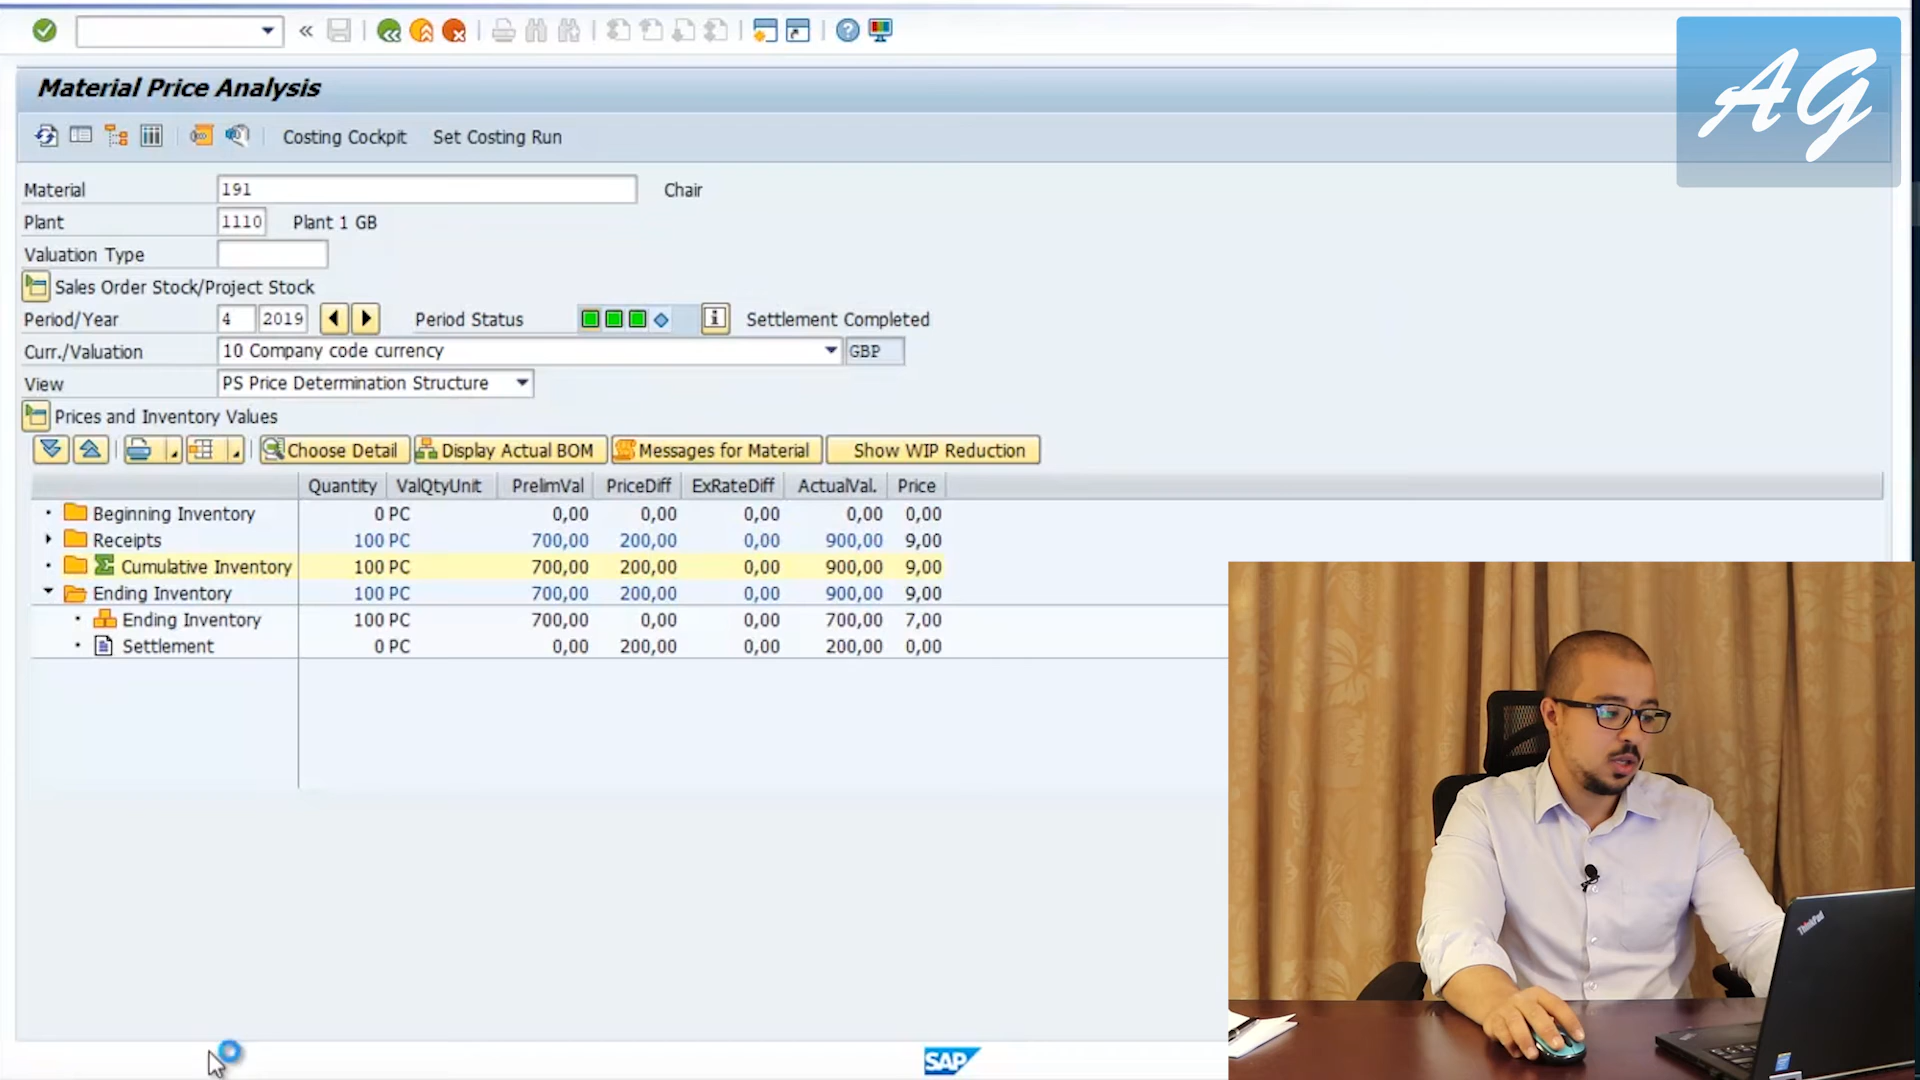 AG
Material Price Analysis
Costing Cockpit Set Costing Run
Material 191 Chair
Plant 1110 Plant 1 GB
Valuation Type
Sales Order Stock/Project Stock
Period/Year 4 2019 Period Status Settlement Completed
Curr./Valuation 10 Company code currency GBP
View PS Price Determination Structure
Prices and Inventory Values
Choose Detail Display Actual BOM Messages for Material Show WIP Reduction
Quantity ValQtyUnit PrelimVal PriceDiff ExRateDiff ActualVal. Price
Beginning Inventory 0 PC 0,00 0,00 0,00 0,00 0,00
Receipts 100 PC 700,00 200,00 0,00 900,00 9,00
Cumulative Inventory 100 PC 700,00 200,00 0,00 900,00 9,00
Ending Inventory 100 PC 700,00 200,00 0,00 900,00 9,00
Ending Inventory 100 PC 700,00 0,00 0,00 700,00 7,00
Settlement 0 PC 0,00 200,00 0,00 200,00 0,00
ThinkPad
SAP